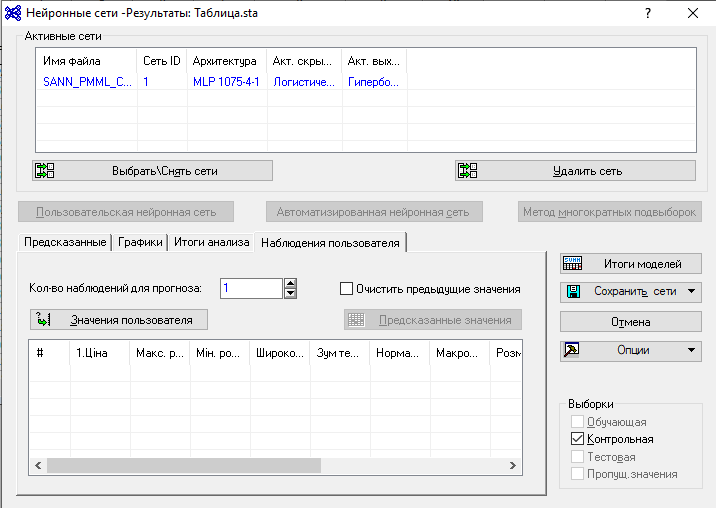 Нейронные сети -Результаты: Таблица.sta
Активные сети
Имя файла Сеть ID Архитектура Акт. скры... Акт. вых...
SANN_PMML_C... 1 MLP 1075-4-1 Логистиче... Гипербо...
Выбрать\Снять сети Удалить сеть
Пользовательская нейронная сеть Автоматизированная нейронная сеть Метод многократных подвыборок
Предсказанные Графики Итоги анализа Наблюдения пользователя
Кол-во наблюдений для прогноза: 1 Очистить предыдущие значения
Значения пользователя Предсказанные значения
# 1.Ціна Макс. р... Мін. ро... Широко... Зум те... Норма... Макро... Розм
SUMM
Итоги моделей
Сохранить сети
Отмена
Опции
Выборки
Обучающая
Контрольная
Тестовая
Пропущ.значения